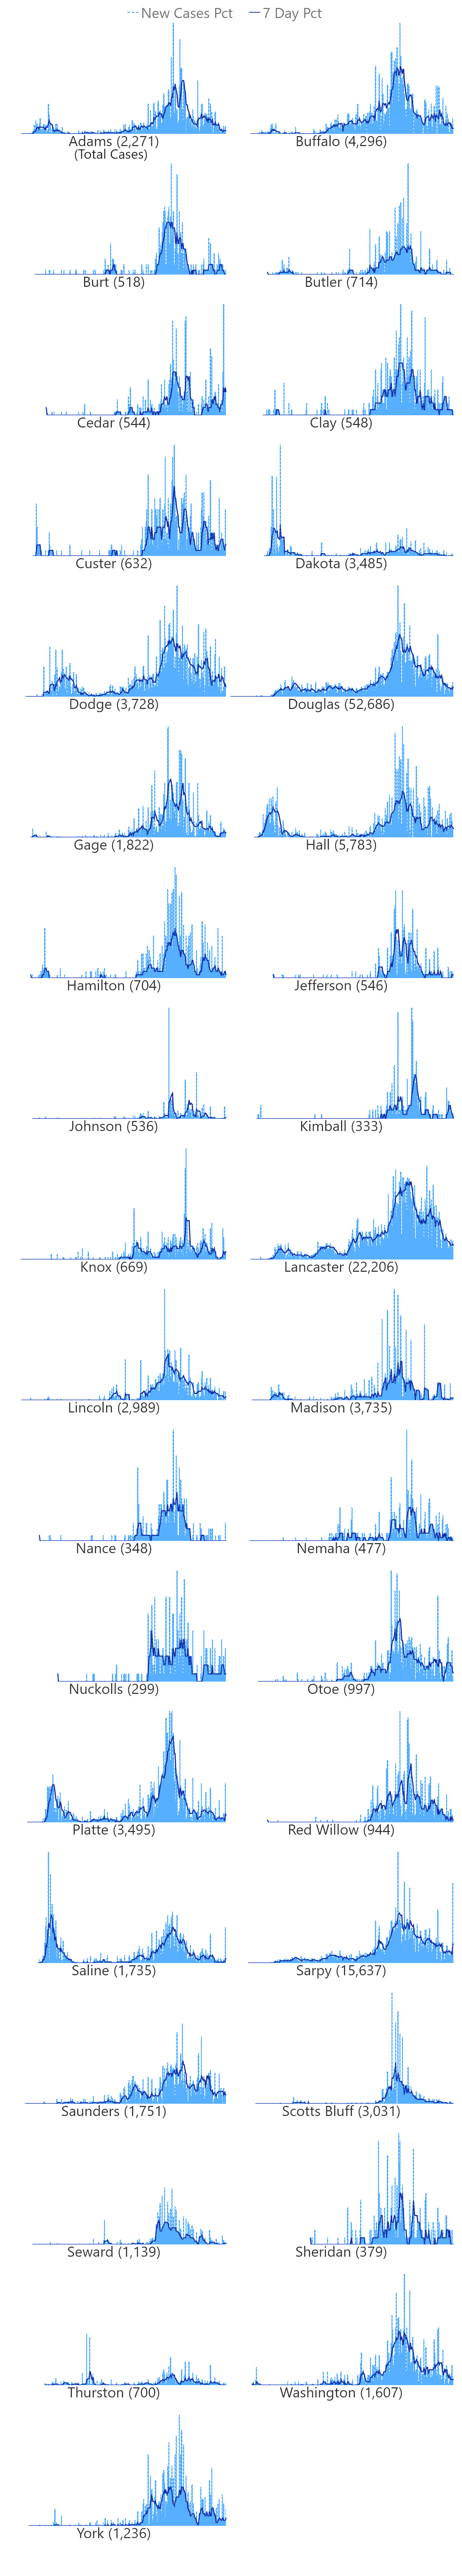 New Cases Pct 7 Day Pct
Adams (2,271)
(Total Cases)
Buffalo (4,296)
Burt (518)
Butler (714)
Cedar (544)
Clay (548)
Custer (632)
Dakota (3,485)
Dodge (3,728)
Douglas (52,686)
Gage (1,822)
Hall (5,783)
Hamilton (704)
Jefferson (546)
Johnson (536)
Kimball (333)
Knox (669)
Lancaster (22,206)
Lincoln (2,989)
Madison (3,735)
Nance (348)
Nemaha (477)
Nuckolls (299)
Otoe (997)
Platte (3,495)
Red Willow (944)
Saline (1,735)
Sarpy (15,637)
Saunders (1,751)
Scotts Bluff (3,031)
Seward (1,139)
Sheridan (379)
Thurston (700)
Washington (1,607)
York (1,236)